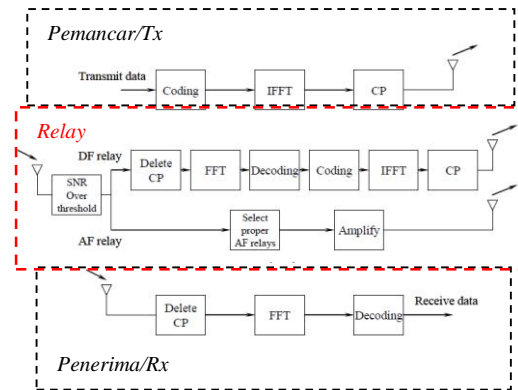 Pemancar/Tx
Transmit data
Coding
IFFT
CP
Relay
DF relay
Delete
CP
FFT
Decoding
Coding
IFFT
CP
SNR
Over
threshold
AF relay
Select
proper
AF relays
Amplify
Delete
CP
FFT
Decoding
Receive data
Penerima/Rx